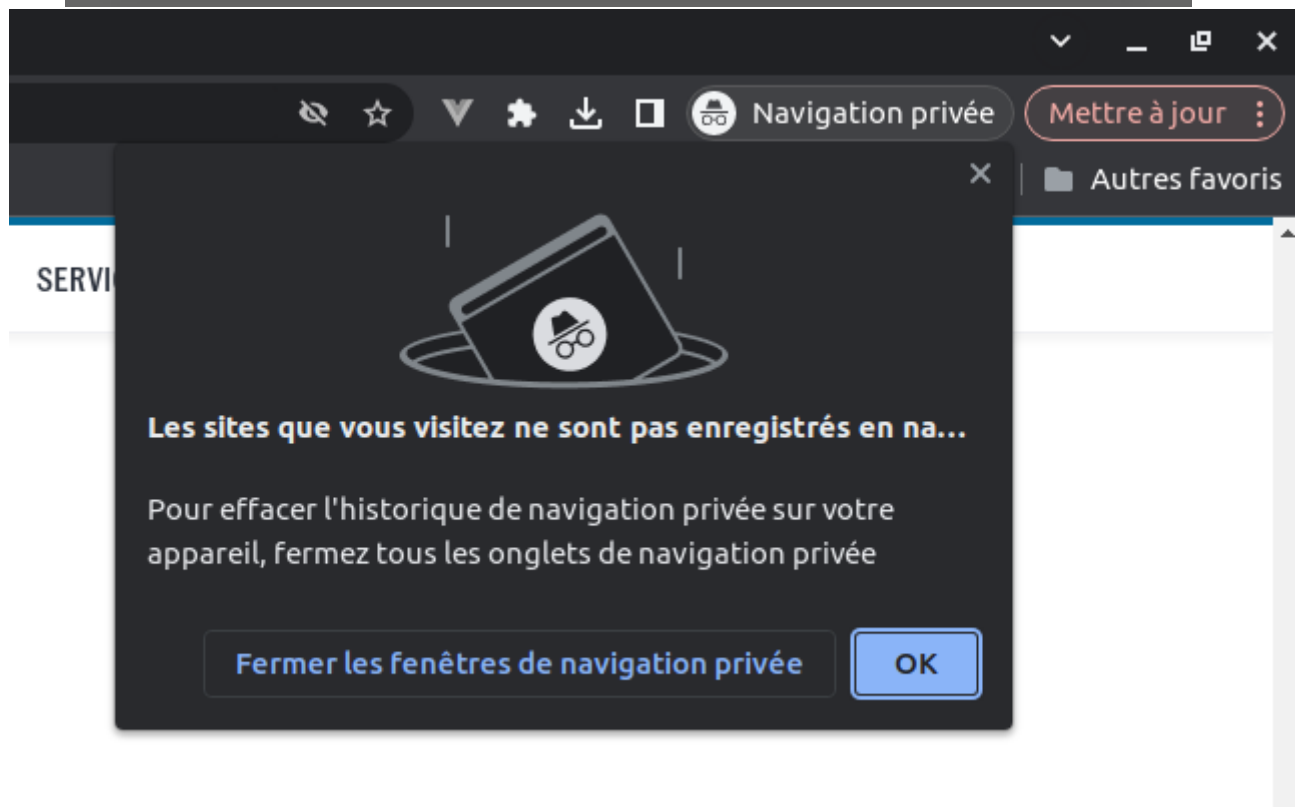 Navigation privée
Mettre à jour
Autres favoris
SERVI
Les sites que vous visitez ne sont pas enregistrés en na...
Pour effacer l'historique de navigation privée sur votre
appareil, fermez tous les onglets de navigation privée
Fermer les fenêtres de navigation privée
OK